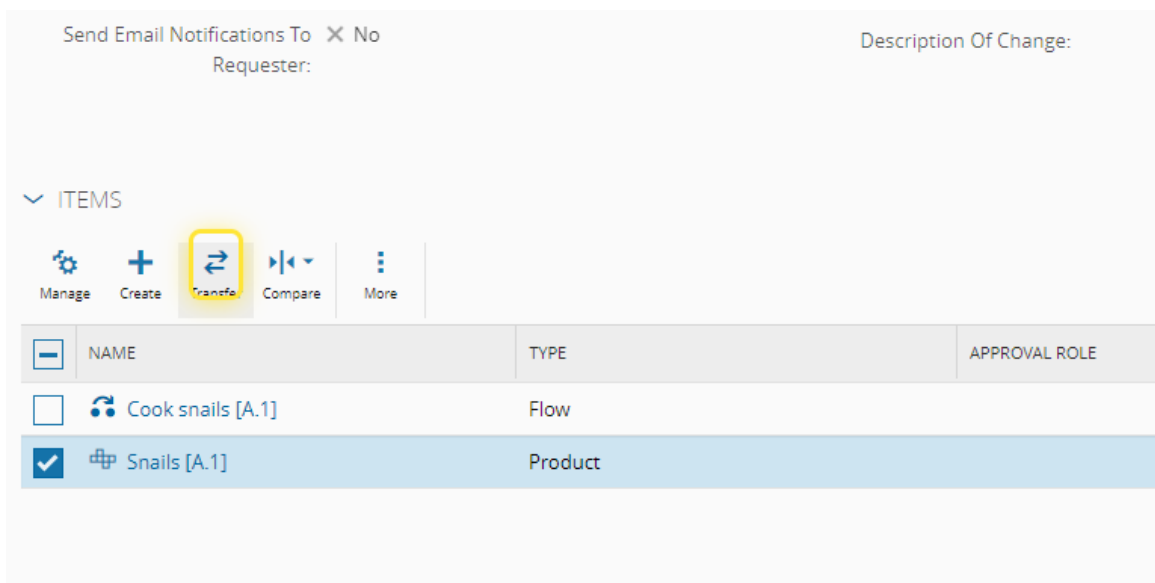 Send Email Notifications To No
Requester:
Description Of Change:
ITEMS
Manage Create Transfer Compare More
NAME TYPE APPROVAL ROLE
Cook snails [A.1] Flow
Snails [A.1] Product